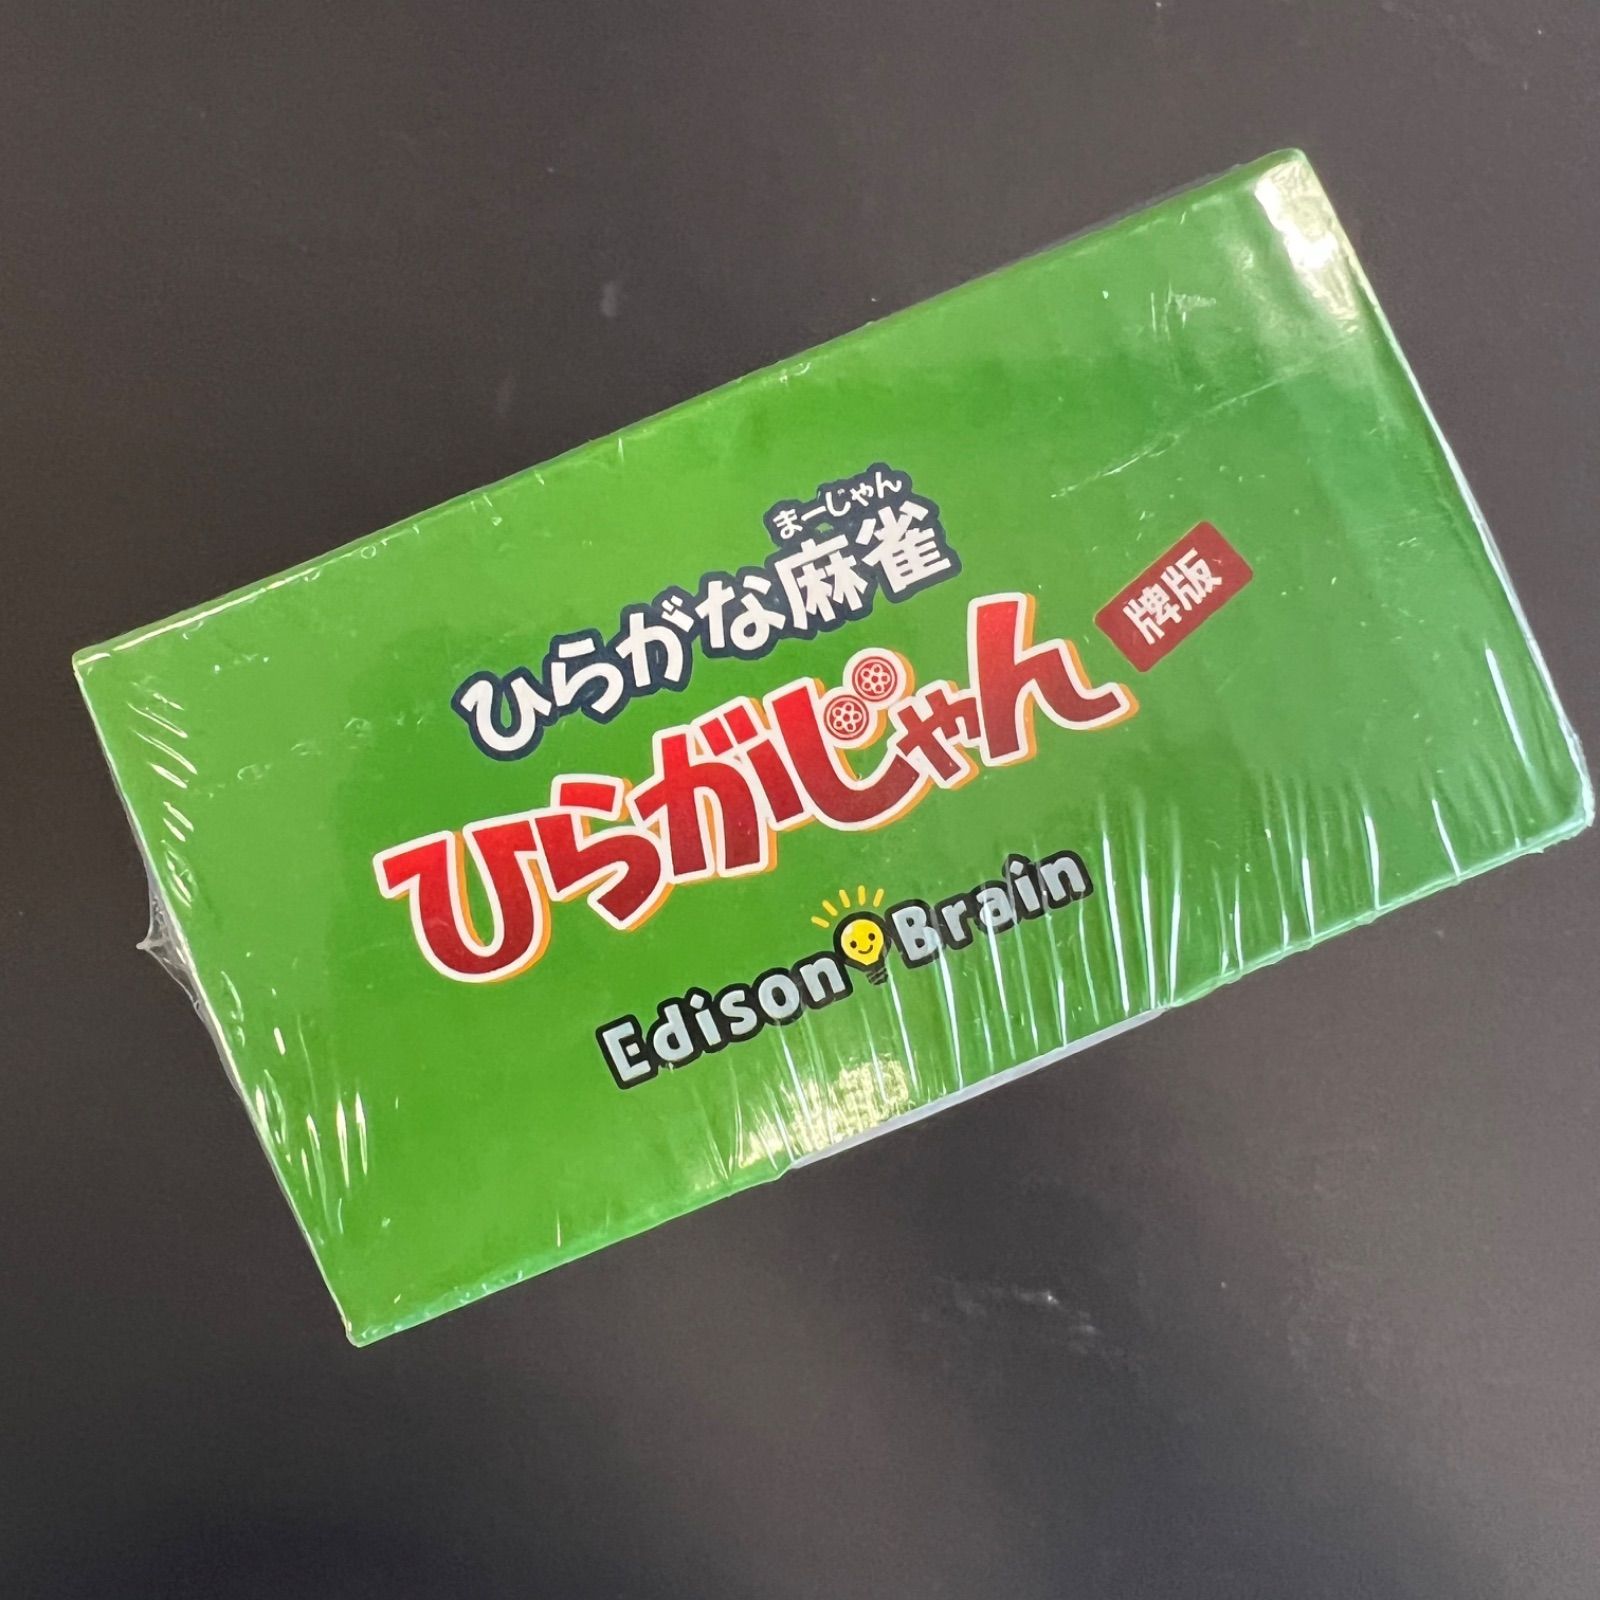 まーじゃん
ひらがな麻雀
ひらがじゃん
牌版
Edison Brain